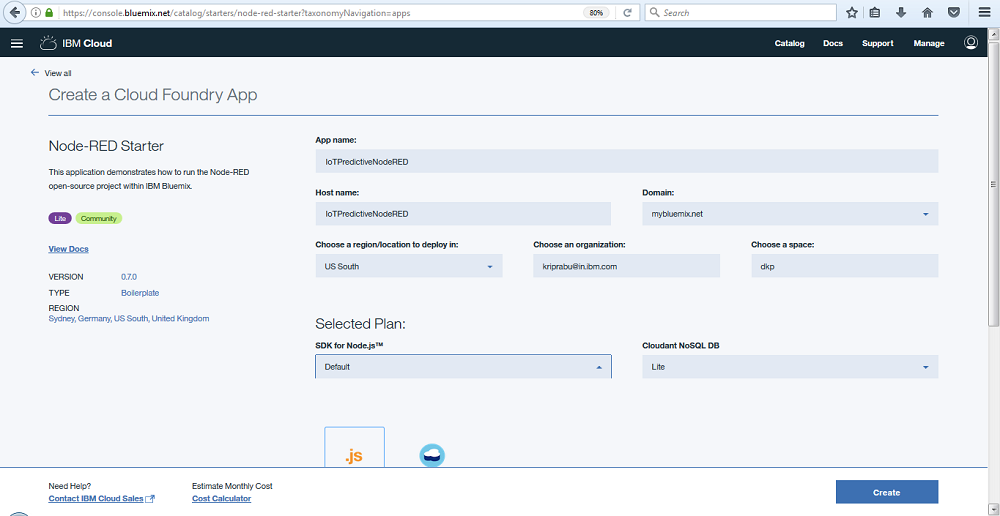 https://console.bluemix.net/catalog/starters/node-red-starter?taxonomyNavigation=apps
80%
Search
IBM Cloud
Catalog
Docs
Support
Manage
View all
Create a Cloud Foundry App
Node-RED Starter
This application demonstrates how to run the Node-RED
open-source project within IBM Bluemix.
Lite
Community
View Docs
VERSION 0.7.0
TYPE Boilerplate
REGION
Sydney, Germany, US South, United Kingdom
App name:
IoTPredictiveNodeRED
Host name:
Domain:
IoTPredictiveNodeRED
mybluemix.net
Choose a region/location to deploy in:
Choose an organization:
Choose a space:
US South
kriprabu@in.ibm.com
dkp
Selected Plan:
SDK for Node.js™
Cloudant NoSQL DB
Default
Lite
.js
Need Help?
Contact IBM Cloud Sales
Estimate Monthly Cost
Cost Calculator
Create